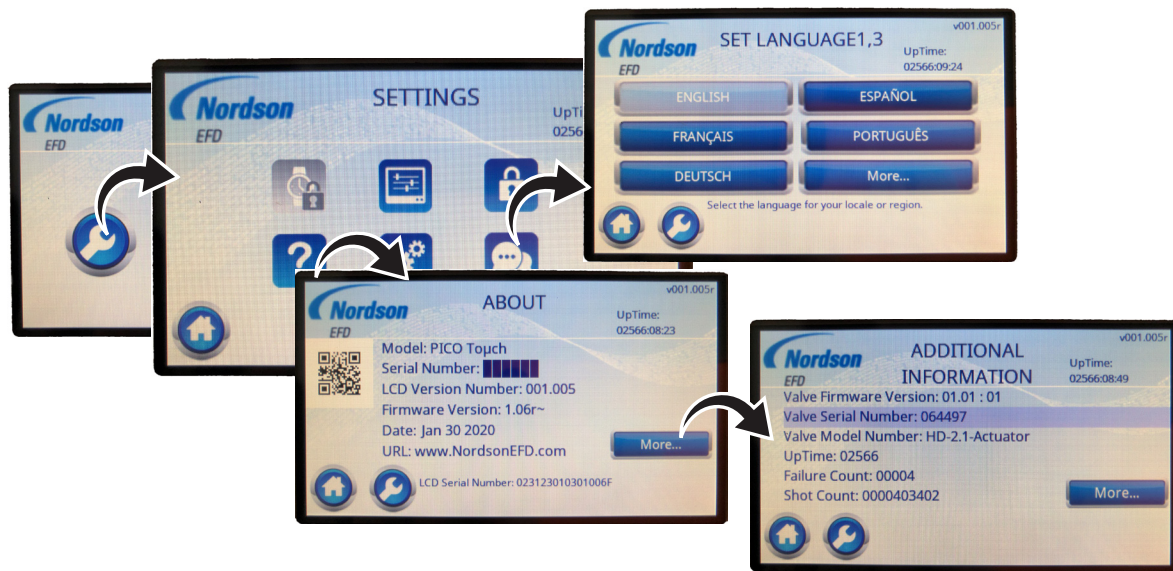 Nordson
EFD
Nordson
EFD
SETTINGS
UpTi
0256
?
Nordson
EFD
SET LANGUAGE1,3
v001.005r
UpTime:
02566:09:24
ENGLISH
ESPAÑOL
FRANÇAIS
PORTUGUÊS
DEUTSCH
More...
Select the language for your locale or region.
Nordson
EFD
ABOUT
v001.005r
UpTime:
02566:08:23
Model: PICO Touch
Serial Number:
LCD Version Number: 001.005
Firmware Version: 1.06r~
Date: Jan 30 2020
URL: www.NordsonEFD.com
More...
LCD Serial Number: 023123010301006F
Nordson
EFD
ADDITIONAL
INFORMATION
v001.005r
UpTime:
02566:08:49
Valve Firmware Version: 01.01 : 01
Valve Serial Number: 064497
Valve Model Number: HD-2.1-Actuator
UpTime: 02566
Failure Count: 00004
Shot Count: 0000403402
More...